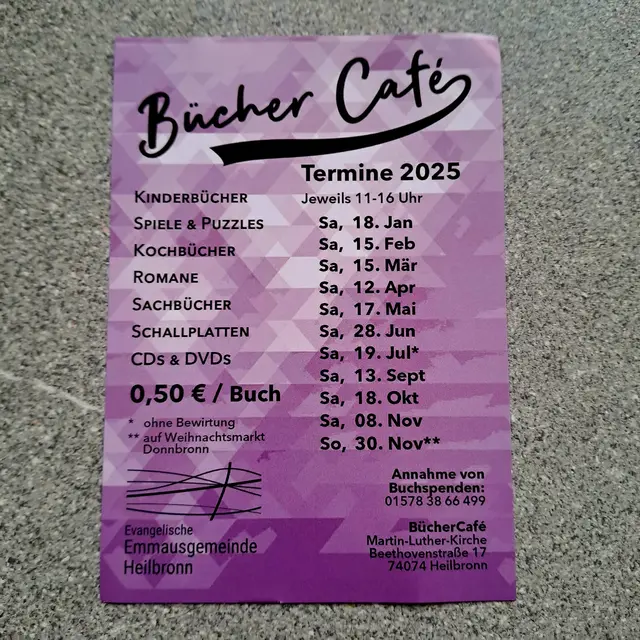 Bücher Café
Termine 2025
Jeweils 11-16 Uhr
Kinderbücher
Spiele & Puzzles
Kochbücher
Romane
Sachbücher
Schallplatten
CDs & DVDs
0,50 € / Buch
* ohne Bewirtung
** auf Weihnachtsmarkt
Donnbronn
Sa, 18. Jan
Sa, 15. Feb
Sa, 15. Mär
Sa, 12. Apr
Sa, 17. Mai
Sa, 28. Jun
Sa, 19. Jul*
Sa, 13. Sept
Sa, 18. Okt
Sa, 08. Nov
So, 30. Nov**
Evangelische
Emmausgemeinde
Heilbronn
Annahme von
Buchspenden:
01578 38 66 499
BücherCafé
Martin-Luther-Kirche
Beethovenstraße 17
74074 Heilbronn